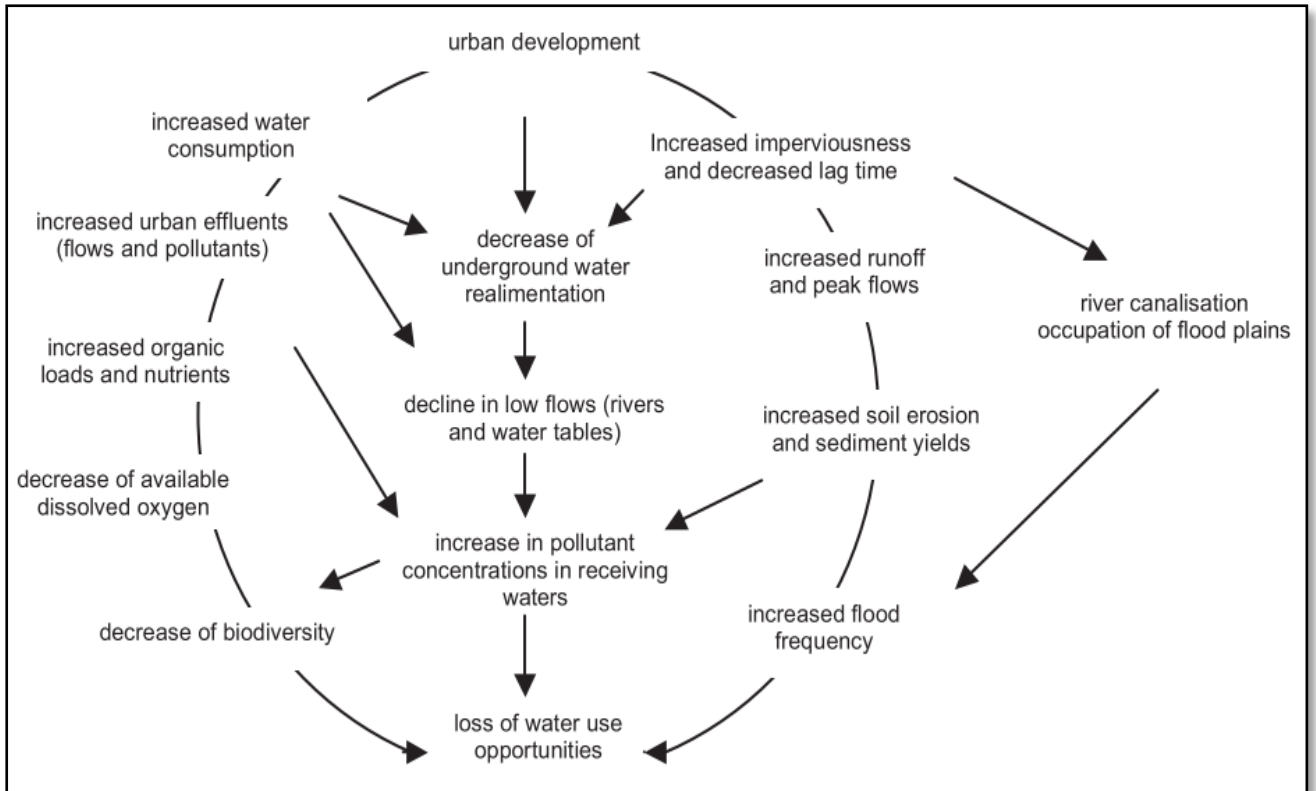 urban development
increased water
consumption
Increased imperviousness
and decreased lag time
increased urban effluents
(flows and pollutants)
decrease of
underground water
realimentation
increased runoff
and peak flows
river canalisation
occupation of flood plains
increased organic
loads and nutrients
decline in low flows (rivers
and water tables)
increased soil erosion
and sediment yields
decrease of available
dissolved oxygen
increase in pollutant
concentrations in receiving
waters
decrease of biodiversity
increased flood
frequency
loss of water use
opportunities